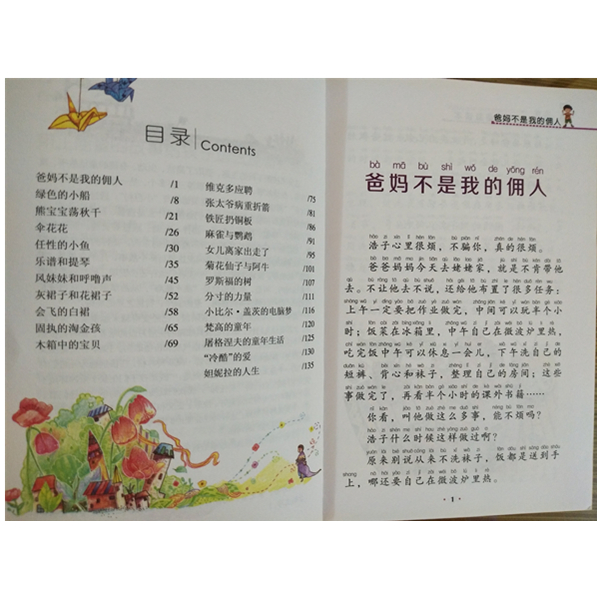 目录 Contents
爸妈不是我的佣人 /1
绿色的小船 /8
熊宝宝荡秋千 /21
伞花花 /26
任性的小鱼 /30
乐谱和提琴 /35
风妹妹和呼噜声 /45
灰裙子和花裙子 /52
会飞的白裙 /58
固执的淘金孩 /65
木箱中的宝贝 /69
维克多应聘 /75
张太爷病重折箭 /81
铁匠扔铜板 /86
麻雀与鹦鹉 /91
女儿离家出走了 /95
菊花仙子与阿牛 /101
罗斯福的树 /107
分寸的力量 /111
小比尔·盖茨的电脑梦 /116
梵高的童年 /120
屠格涅夫的童年生活 /125
“冷酷”的爱 /130
妲妮拉的人生 /135
爸妈不是我的佣人
bà mā bù shì wǒ de yōng rén
爸妈不是我的佣人
浩子心里很烦，不骗你，真的很烦。
爸爸妈妈今天去姥姥家，就是不肯带他
去。不让他去不说，还给他布置了很多任务：
上午一定要把作业做完，中间可以玩半个小
时；饭菜在冰箱里，中午自己在微波炉里热，
吃完饭中午可以休息一会儿，下午洗自己的
短裤、背心和袜子，整理自己的房间；这些
事做完了，再看半个小时的课外书籍……
你看，叫他做这么多事，能不烦吗？
浩子什么时候这样做过啊？
原来别说从来不洗袜子，饭都是送到手
上，哪还要自己在微波炉里热。
1